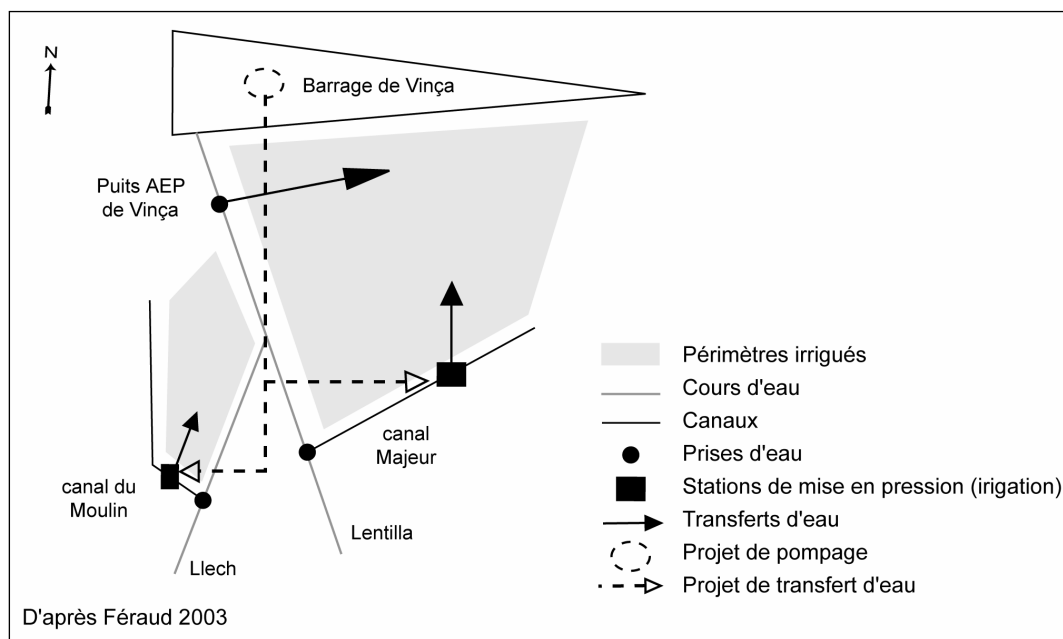 N
Barrage de Vinça
Puits AEP
de Vinça
canal
Majeur
canal du
Moulin
Lentilla
Llech
Périmètres irrigués
Cours d'eau
Canaux
Prises d'eau
Stations de mise en pression (irigation)
Transferts d'eau
Projet de pompage
Projet de transfert d'eau
D'après Féraud 2003